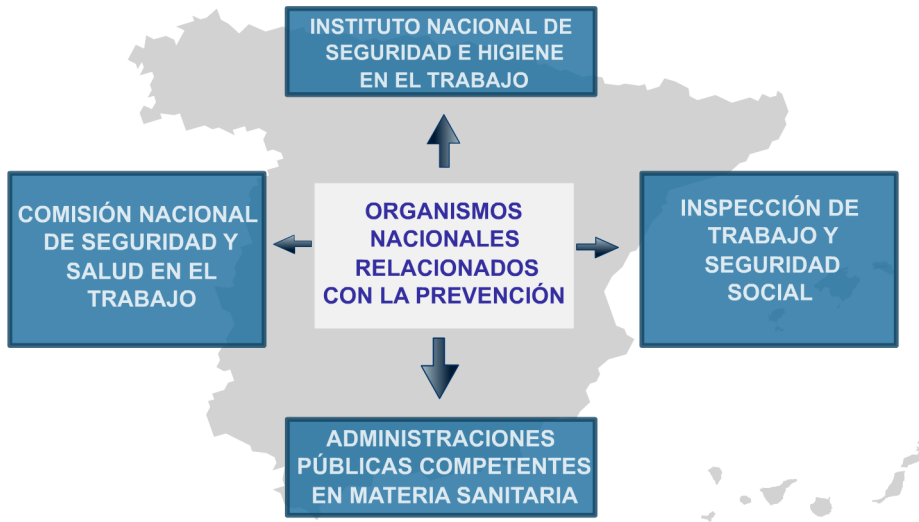 INSTITUTO NACIONAL DE
SEGURIDAD E HIGIENE
EN EL TRABAJO
COMISIÓN NACIONAL
DE SEGURIDAD Y
SALUD EN EL
TRABAJO
ORGANISMOS
NACIONALES
RELACIONADOS
CON LA PREVENCIÓN
INSPECCIÓN DE
TRABAJO Y
SEGURIDAD
SOCIAL
ADMINISTRACIONES
PÚBLICAS COMPETENTES
EN MATERIA SANITARIA